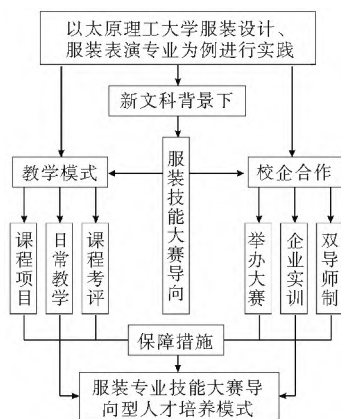 以太原理工大学服装设计、
服装表演专业为例进行实践
新文科背景下
教学模式
服装技能大赛导向
校企合作
课程项目
日常教学
课程考评
举办大赛
企业实训
双导师制
保障措施
服装专业技能大赛导
向型人才培养模式